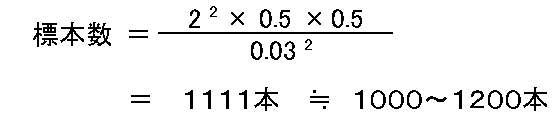 標本数 ＝ 2² × 0.5 × 0.5
0.03²
＝ １１１１本 ≒ １０００～１２００本